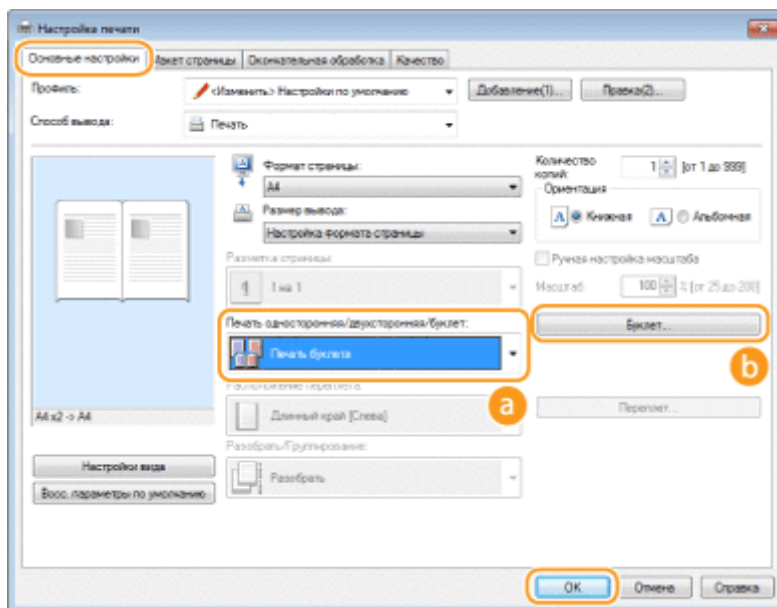 Настройка печати
Основные настройки Макет страницы Окончательная обработка Качество
Профиль: <Изменить> Настройки по умолчанию Добавление(1)... Правка(2)...
Способ вывода: Печать
Формат страницы:
A4
Размер вывода:
Настройка формата страницы
Разметка страницы:
1 на 1
Печать односторонняя/двухсторонняя/буклет:
Печать буклета
a
Расположение переплета:
Длинный край [Слева]
Разобрать/Группирование:
Разобрать
Количество копий: 1 [от 1 до 999]
Ориентация
A Книжная A Альбомная
Ручная настройка масштаба
Масштаб: 100 % [от 25 до 200]
Буклет...
b
Переплет...
A4 x2 -> A4
Настройки вида
Восс. параметры по умолчанию
OK Отмена Справка